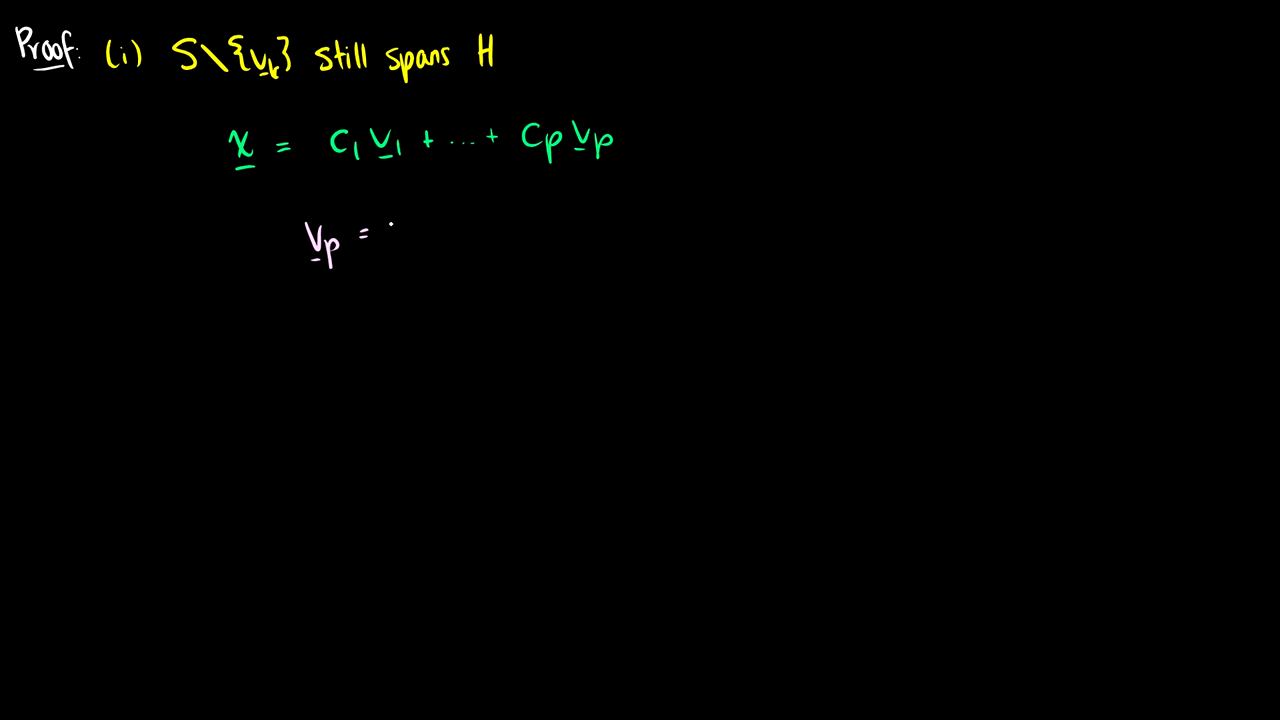 Proof: (i) S\{v_k} still spans H
x = c_1 v_1 + ... + c_p v_p
v_p =